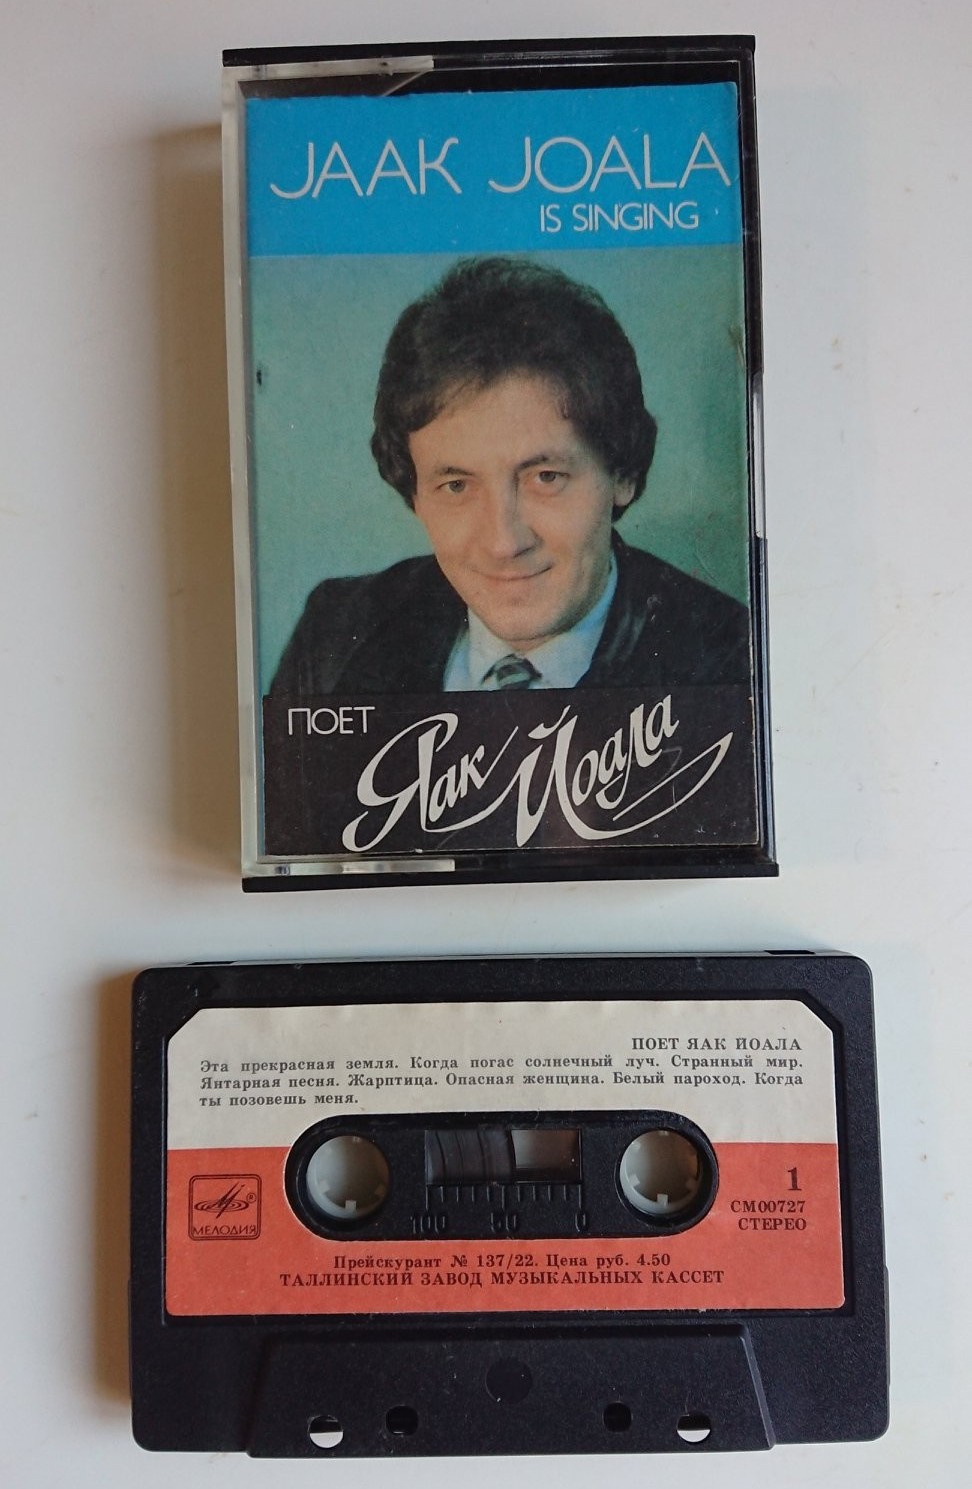 JAAK JOALA
IS SINGING
ПОЕТ
Яак Йоала
ПОЕТ ЯАК ЙОАЛА
Эта прекрасная земля. Когда погас солнечный луч. Странный мир.
Янтарная песня. Жарптица. Опасная женщина. Белый пароход. Когда
ты позовешь меня.
МЕЛОДИЯ
100 50 0
1
СМ00727
СТЕРЕО
Прейскурант № 137/22. Цена руб. 4.50
ТАЛЛИНСКИЙ ЗАВОД МУЗЫКАЛЬНЫХ КАССЕТ